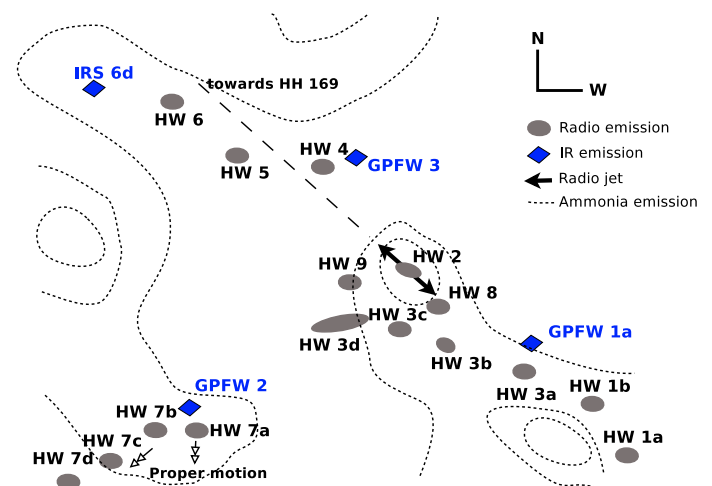 N
W
IRS 6d
towards HH 169
HW 6
HW 4
GPFW 3
HW 5
Radio emission
IR emission
Radio jet
Ammonia emission
HW 2
HW 9
HW 8
HW 3c
HW 3d
HW 3b
GPFW 1a
HW 3a
HW 1b
HW 1a
GPFW 2
HW 7b
HW 7a
HW 7c
HW 7d
Proper motion